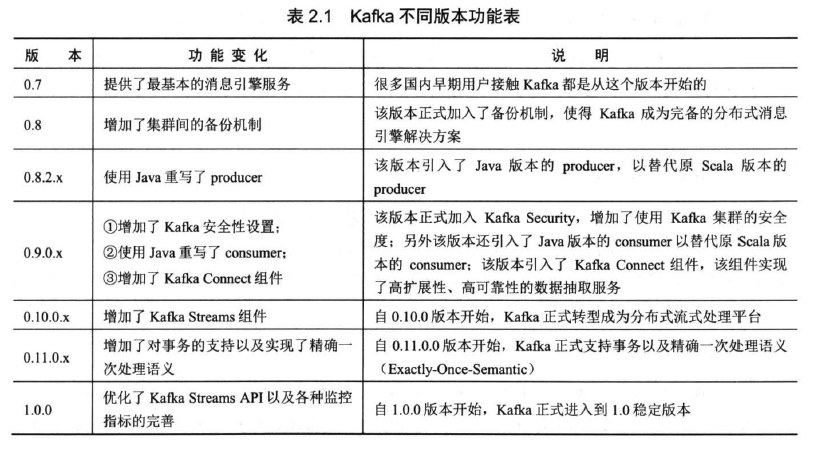 表 2.1 Kafka 不同版本功能表
版 本 功 能 变 化 说 明
0.7 提供了最基本的消息引擎服务 很多国内早期用户接触 Kafka 都是从这个版本开始的
0.8 增加了集群间的备份机制 该版本正式加入了备份机制，使得 Kafka 成为完备的分布式消息
引擎解决方案
0.8.2.x 使用 Java 重写了 producer 该版本引入了 Java 版本的 producer，以替代原 Scala 版本的
producer
0.9.0.x
①增加了 Kafka 安全性设置；
②使用 Java 重写了 consumer；
③增加了 Kafka Connect 组件
该版本正式加入 Kafka Security，增加了使用 Kafka 集群的安全
度；另外该版本还引入了 Java 版本的 consumer 以替代原 Scala 版
本的 consumer；该版本引入了 Kafka Connect 组件，该组件实现
了高扩展性、高可靠性的数据抽取服务
0.10.0.x 增加了 Kafka Streams 组件 自 0.10.0 版本开始，Kafka 正式转型成为分布式流式处理平台
0.11.0.x
增加了对事务的支持以及实现了精确一
次处理语义
自 0.11.0.0 版本开始，Kafka 正式支持事务以及精确一次处理语义
（Exactly-Once-Semantic）
1.0.0
优化了 Kafka Streams API 以及各种监控
指标的完善
自 1.0.0 版本开始，Kafka 正式进入到 1.0 稳定版本